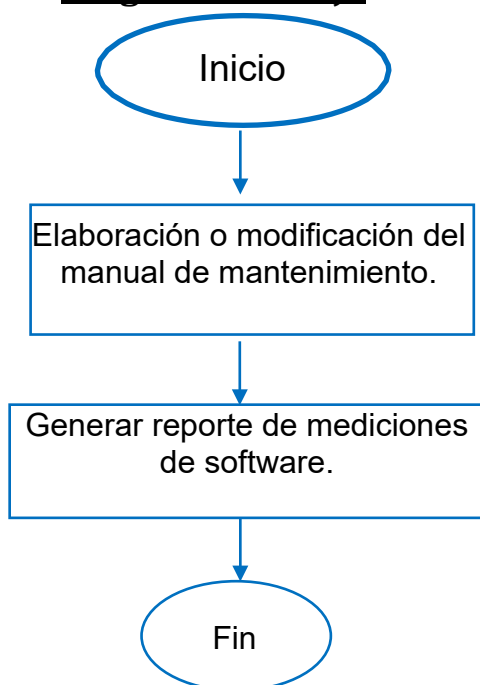 Inicio
Elaboración o modificación del
manual de mantenimiento.
Generar reporte de mediciones
de software.
Fin